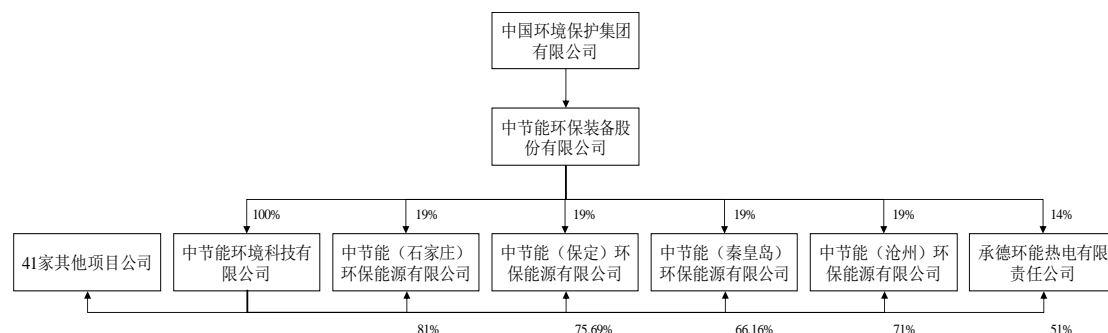 中国环境保护集团
有限公司
中节能环保装备股
份有限公司
100%
19%
19%
19%
19%
14%
41家其他项目公司
中节能环境科技有
限公司
中节能（石家庄）
环保能源有限公司
中节能（保定）环
保能源有限公司
中节能（秦皇岛）
环保能源有限公司
中节能（沧州）环
保能源有限公司
承德环能热电有限
责任公司
81%
75.69%
66.16%
71%
51%